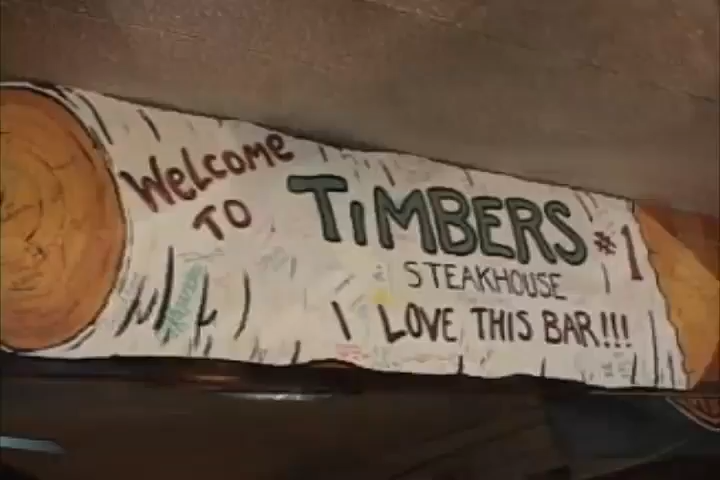 WeLcoMe
TO
TiMBERS #1
STEAKHOUSE
I LOVE THIS BAR!!!